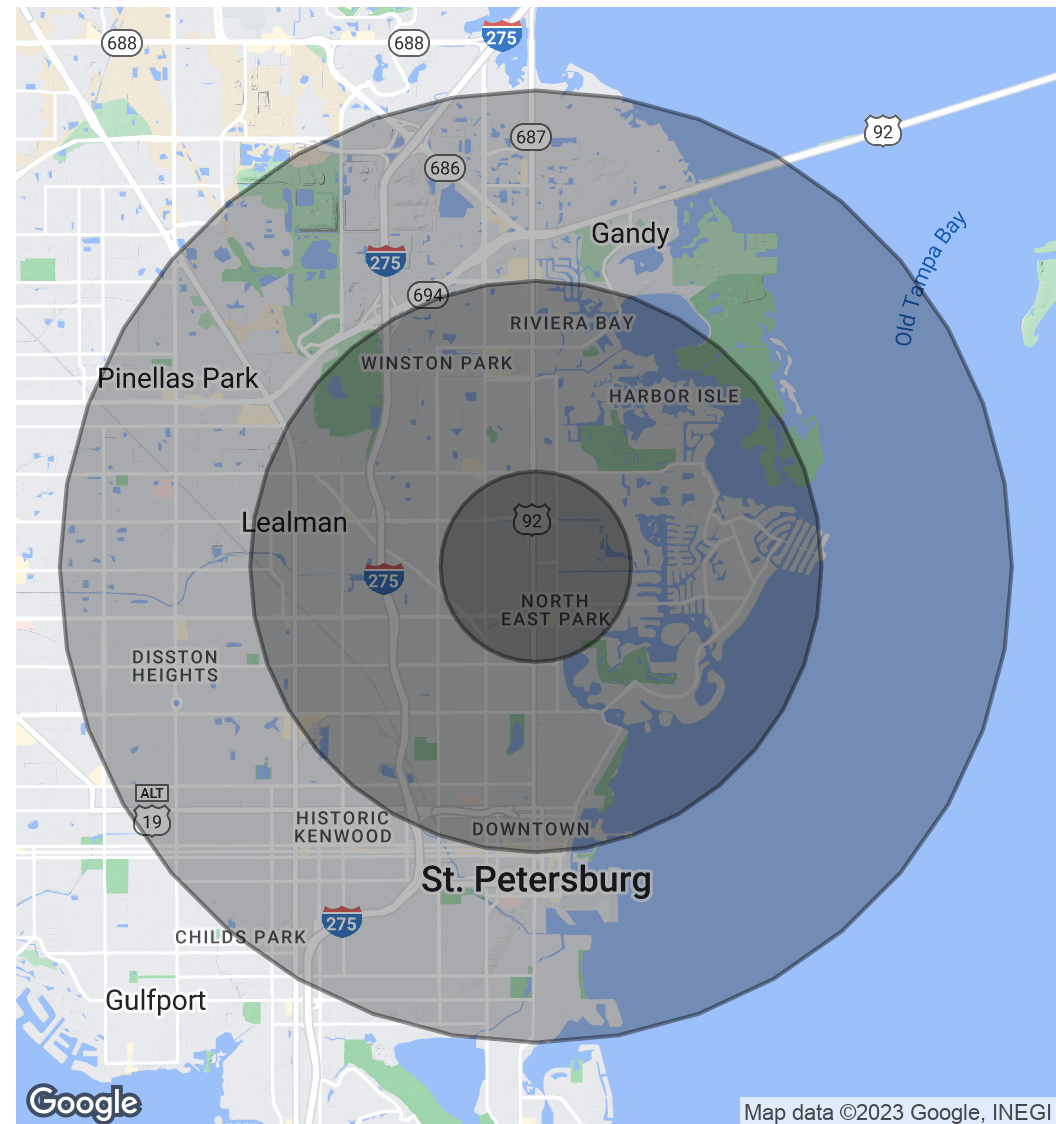 275
688
688
92
687
686
Gandy
Old Tampa Bay
275
694
RIVIERA BAY
WINSTON PARK
Pinellas Park
HARBOR ISLE
92
Lealman
275
NORTH
EAST PARK
DISSTON
HEIGHTS
ALT
19
HISTORIC
KENWOOD
DOWNTOWN
St. Petersburg
275
CHILDS PARK
Gulfport
Google
Map data ©2023 Google, INEGI